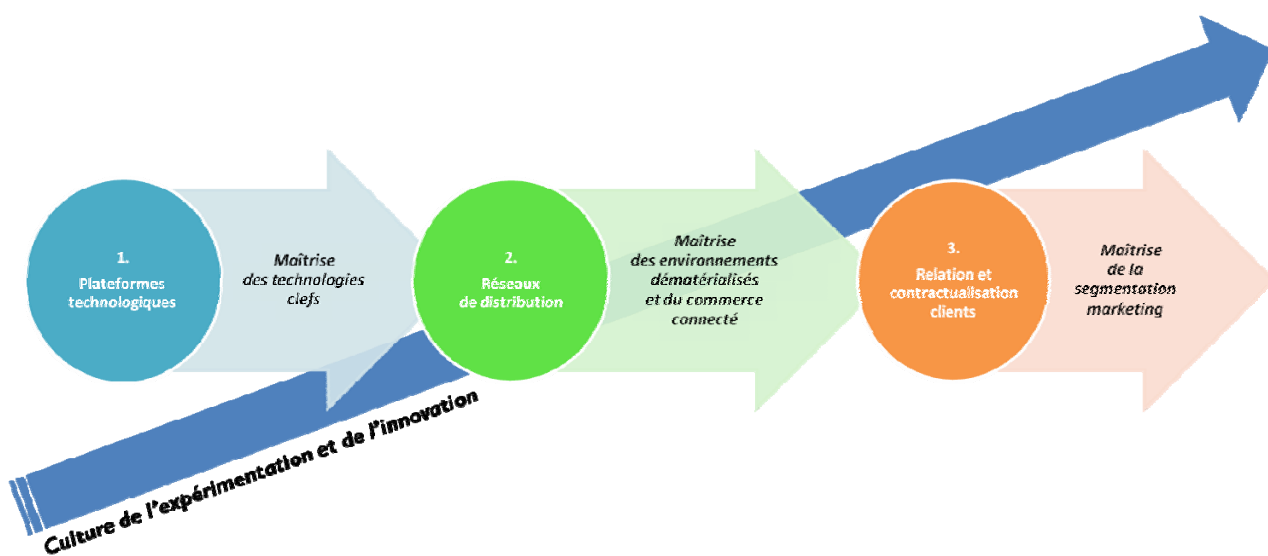 1.
Plateformes
technologiques
Maîtrise
des technologies
clefs
2.
Réseaux
de distribution
Maîtrise
des environnements
dématérialisés
et du commerce
connecté
3.
Relation et
contractualisation
clients
Maîtrise
de la
segmentation
marketing
Culture de l'expérimentation et de l'innovation